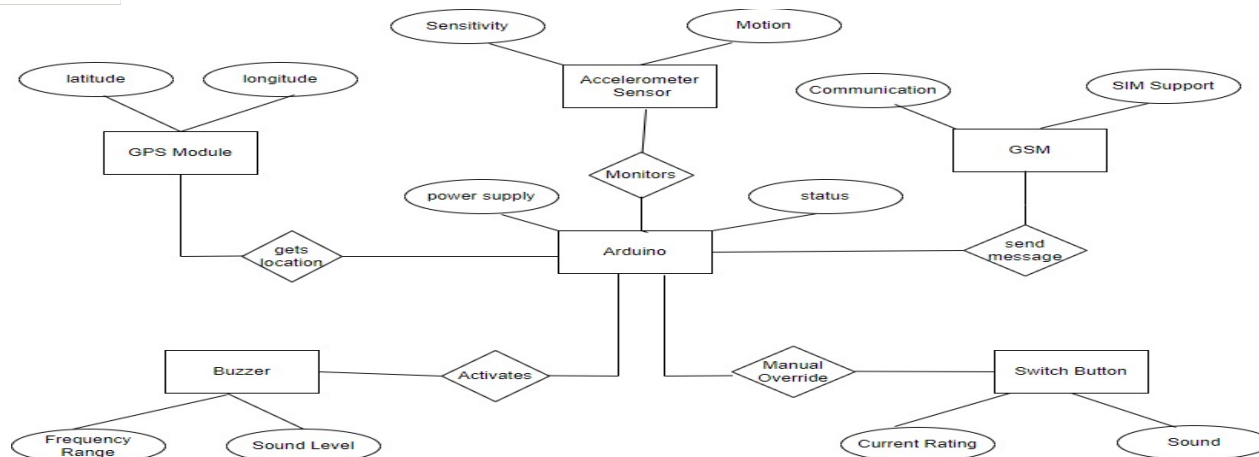 Sensitivity
Motion
latitude
longitude
Accelerometer
Sensor
Communication
SIM Support
GPS Module
GSM
Monitors
power supply
status
gets
location
Arduino
send
message
Buzzer
Activates
Manual
Override
Switch Button
Frequency
Range
Sound Level
Current Rating
Sound